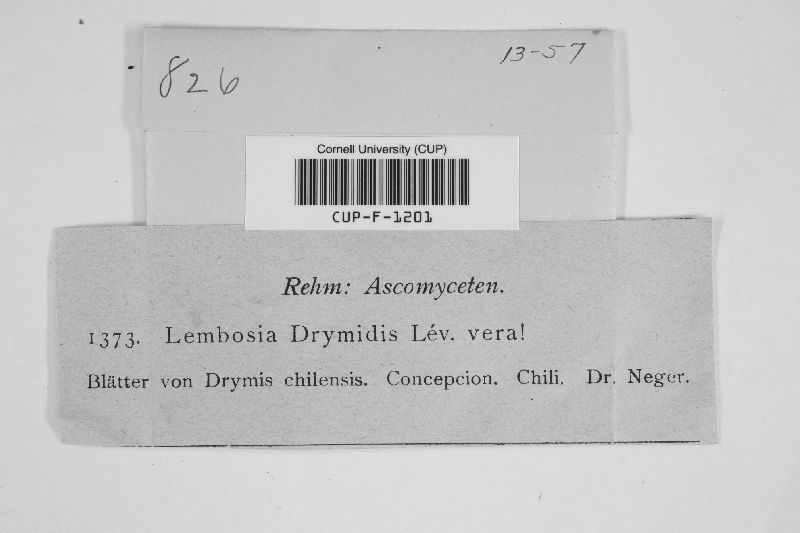 826
13-57
Cornell University (CUP)
CUP-F-1201
Rehm: Ascomyceten.
1373. Lembosia Drymidis Lév. vera!
Blätter von Drymis chilensis. Concepcion. Chili. Dr. Neger.